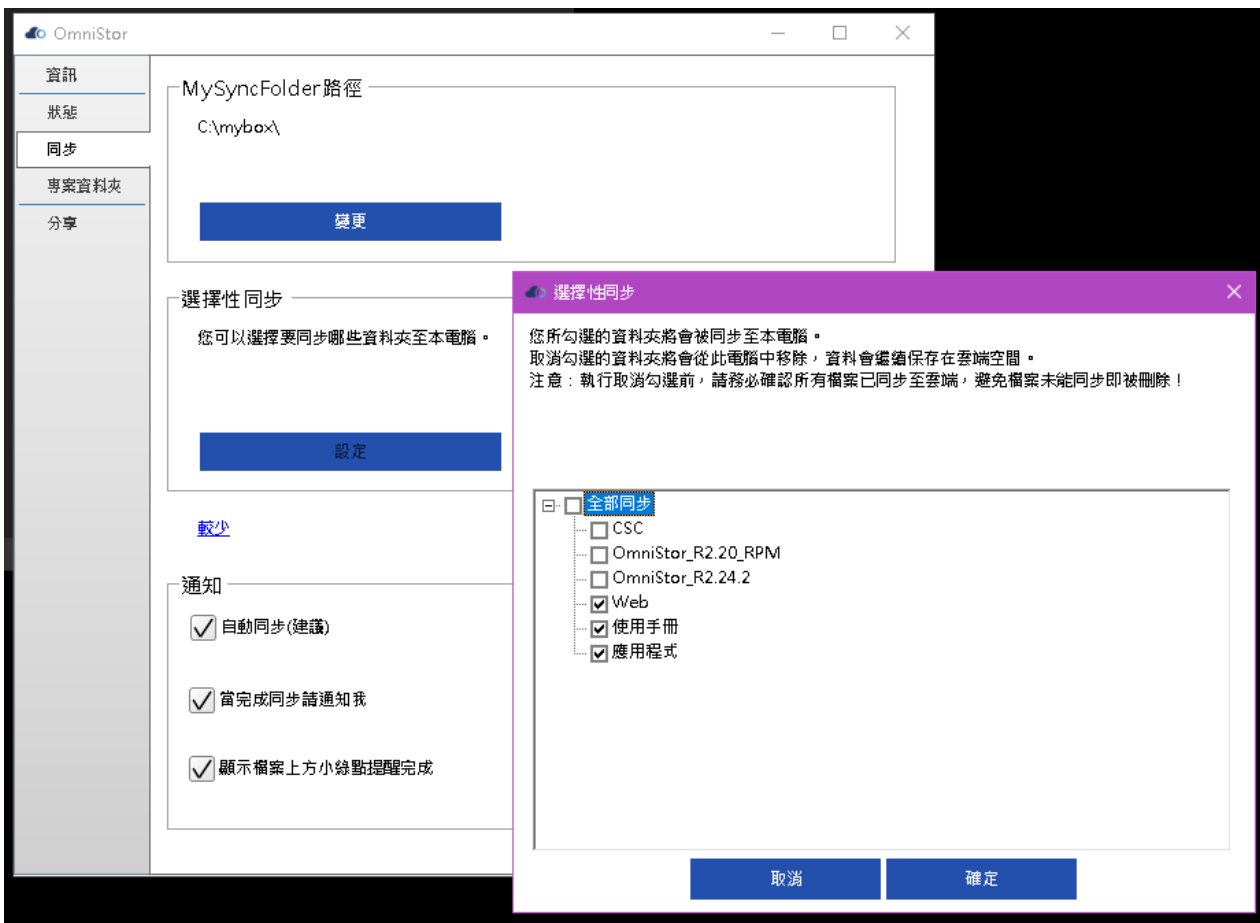 OmniStor
資訊
狀態
同步
專案資料夾
分享
MySyncFolder路徑
C:\mybox\
變更
選擇性同步
您可以選擇要同步哪些資料夾至本電腦。
設定
較少
通知
自動同步(建議)
當完成同步請通知我
顯示檔案上方小綠點提醒完成
選擇性同步
您所勾選的資料夾將會被同步至本電腦。
取消勾選的資料夾將會從此電腦中移除，資料會繼續保存在雲端空間。
注意：執行取消勾選前，請務必確認所有檔案已同步至雲端，避免檔案未能同步即被刪除！
全部同步
CSC
OmniStor_R2.20_RPM
OmniStor_R2.24.2
Web
使用手冊
應用程式
取消
確定